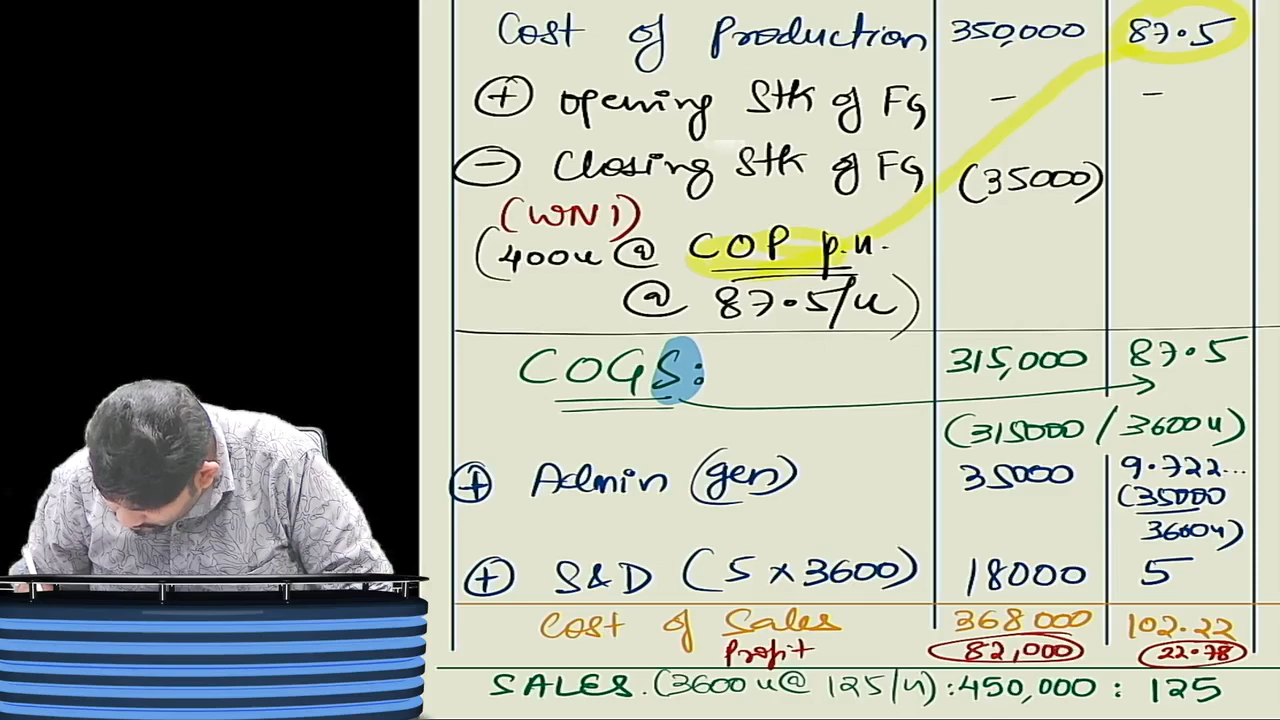 Cost of Production 350,000 87.5
+ Opening Stk of FG - -
- Closing Stk of FG (35000)
(WN1)
(400u @ COP p.u.
@ 87.5/u)
COGS: 315,000 87.5
(315000 / 3600u)
+ Admin (gen) 35000 9.722...
(35000
3600u)
+ S&D (5 x 3600) 18000 5
Cost of Sales 368000 102.22
Profit 82,000 22.78
SALES.(3600u@ 125/u):450,000: 125